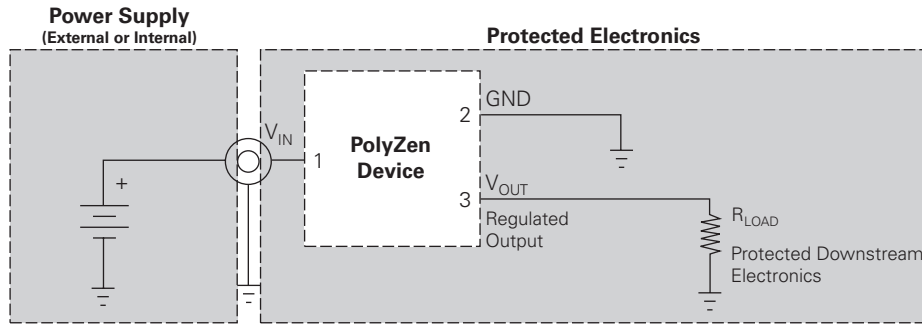 Power Supply
(External or Internal)
Protected Electronics
V_IN
1
PolyZen
Device
2
GND
3
V_OUT
Regulated
Output
+
R_LOAD
Protected Downstream
Electronics